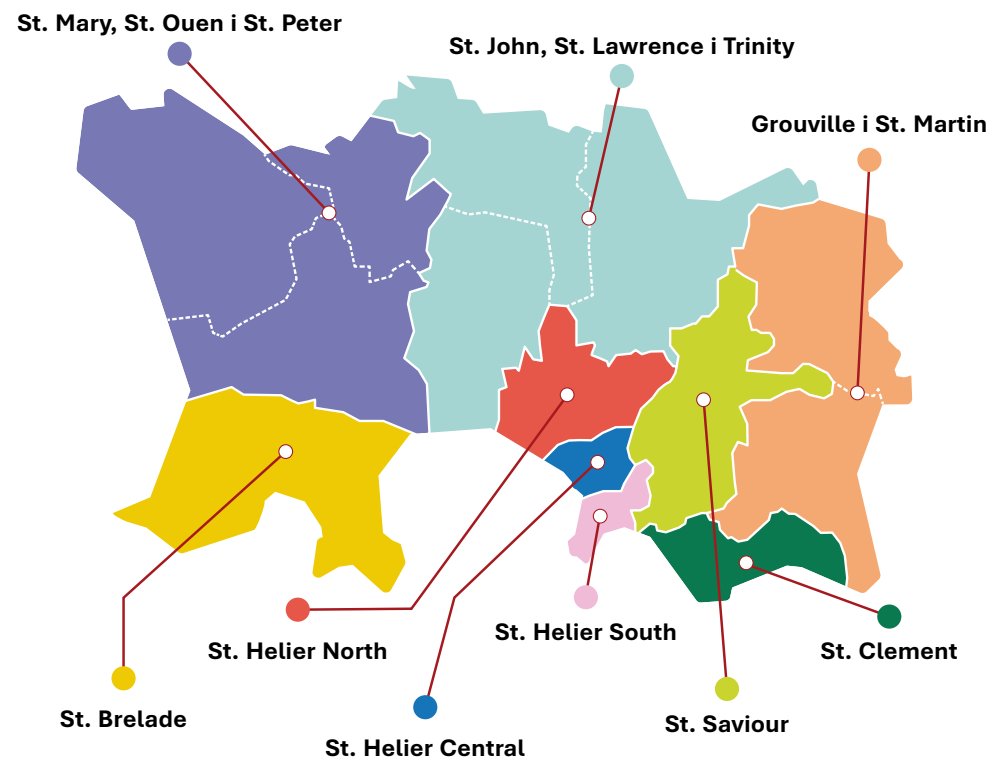 St. Mary, St. Ouen i St. Peter
St. John, St. Lawrence i Trinity
Grouville i St. Martin
St. Helier North
St. Helier South
St. Clement
St. Brelade
St. Helier Central
St. Saviour